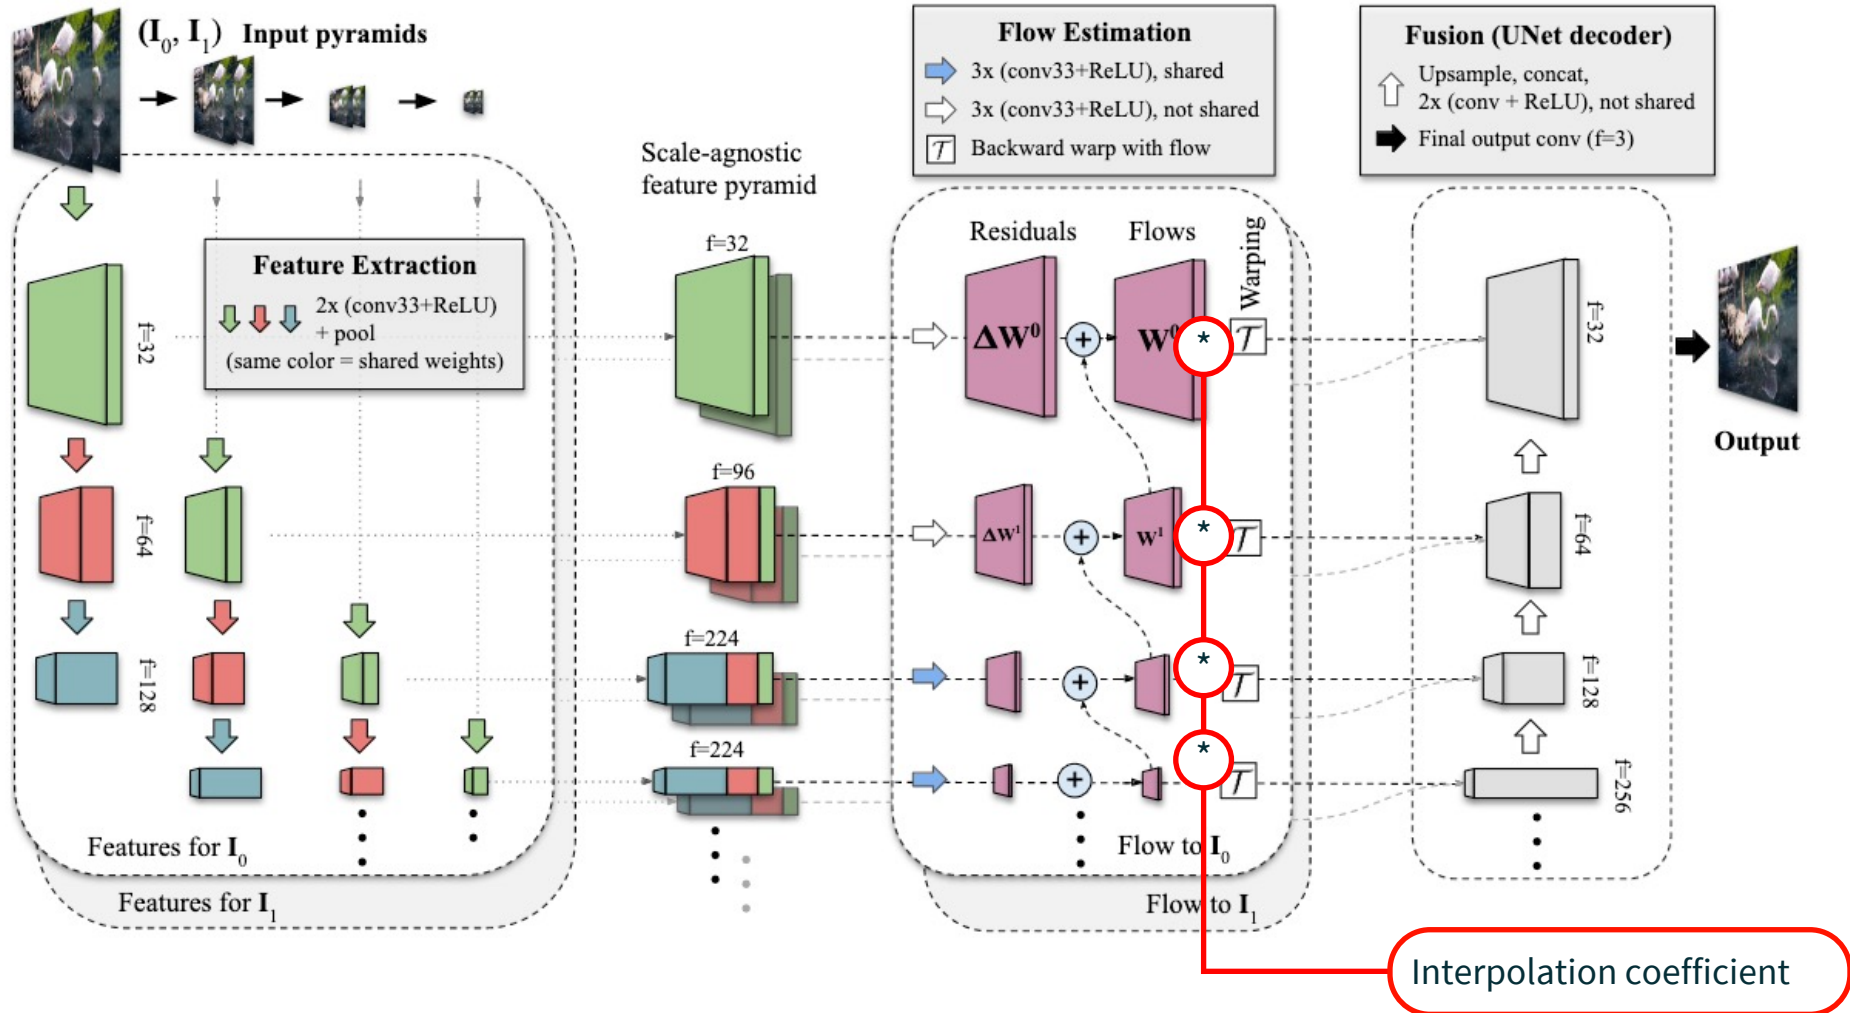 (I0, I1) Input pyramids
Feature Extraction
2x (conv33+ReLU)
+ pool
(same color = shared weights)
f=32
f=64
f=128
Features for I0
Features for I1
Scale-agnostic
feature pyramid
f=32
f=96
f=224
f=224
Flow Estimation
3x (conv33+ReLU), shared
3x (conv33+ReLU), not shared
T Backward warp with flow
Residuals
Flows
Warping
ΔW0
+
W0
*
T
ΔW1
+
W1
*
T
+
*
T
+
*
T
Flow to I0
Flow to I1
Interpolation coefficient
Fusion (UNet decoder)
Upsample, concat,
2x (conv + ReLU), not shared
Final output conv (f=3)
f=32
f=64
f=128
f=256
Output